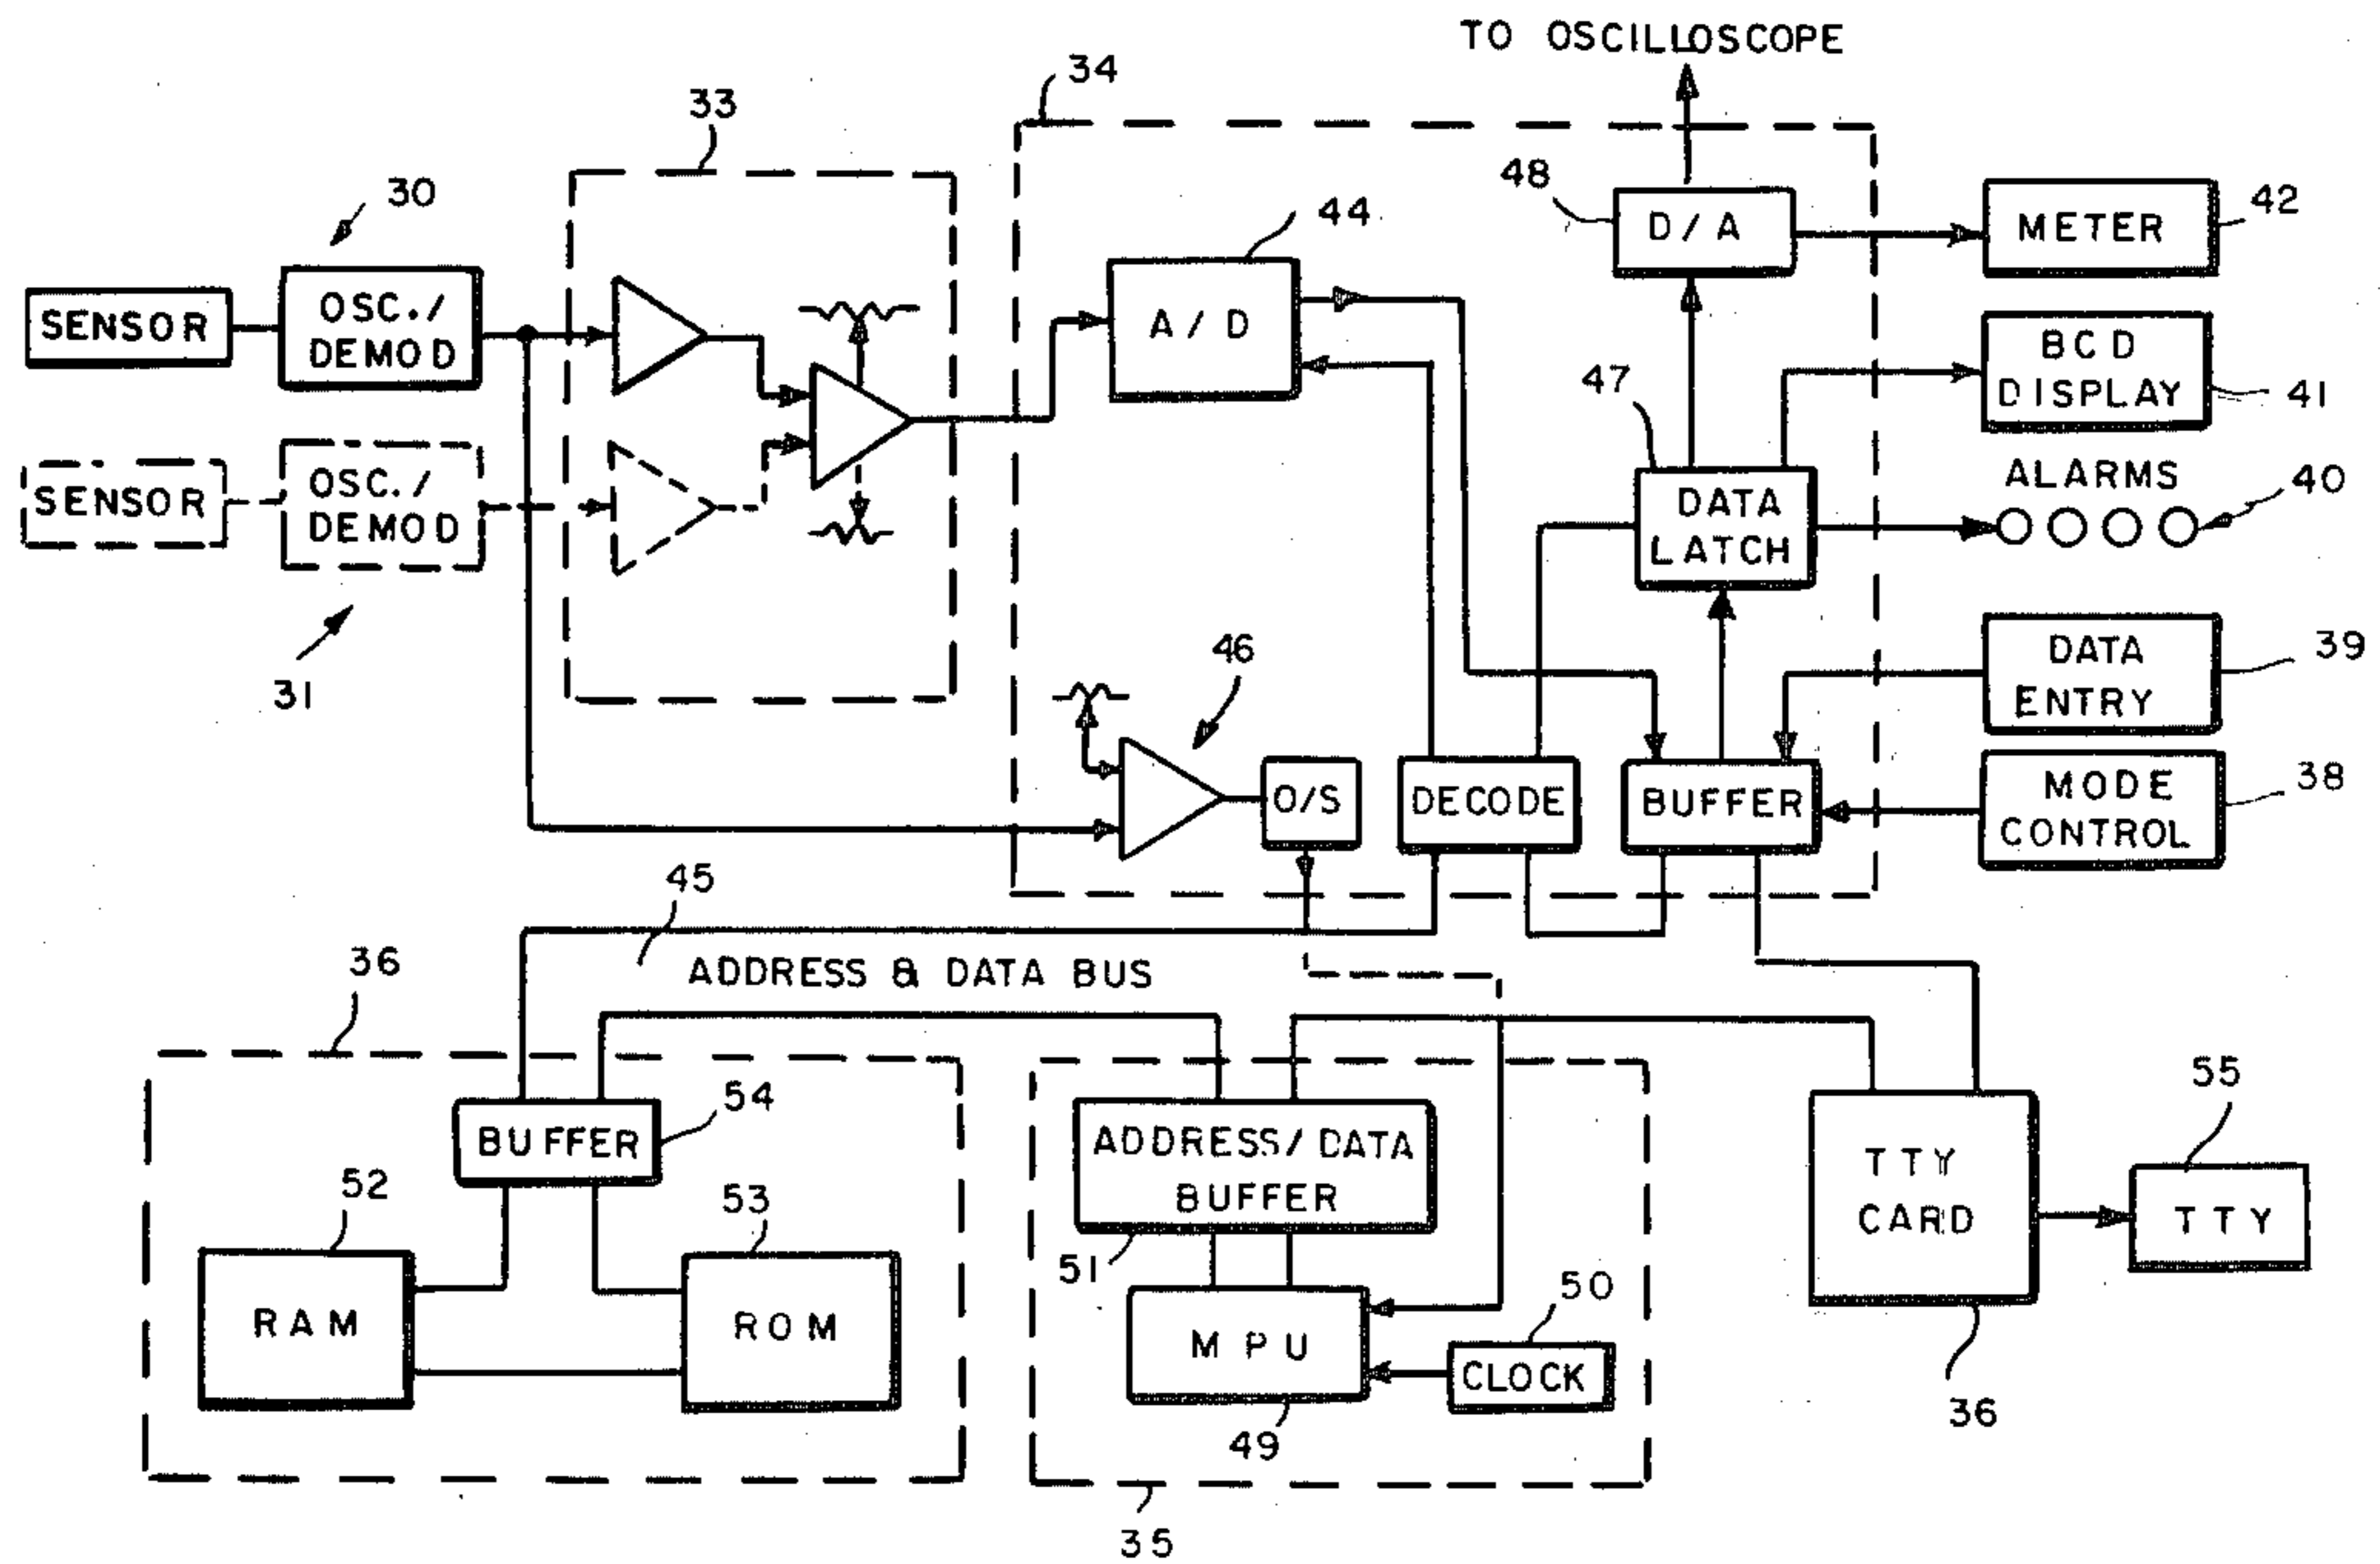 TO OSCILLOSCOPE
34
33
30
48
D/A
METER
42
44
SENSOR
OSC./
DEMOD
A/D
47
BCD
DISPLAY
41
SENSOR
OSC./
DEMOD
DATA
LATCH
ALARMS
40
31
46
DATA
ENTRY
39
O/S
DECODE
BUFFER
MODE
CONTROL
38
45
36
ADDRESS & DATA BUS
54
BUFFER
52
53
RAM
ROM
ADDRESS/DATA
BUFFER
51
MPU
49
50
CLOCK
35
TTY
CARD
36
55
TTY